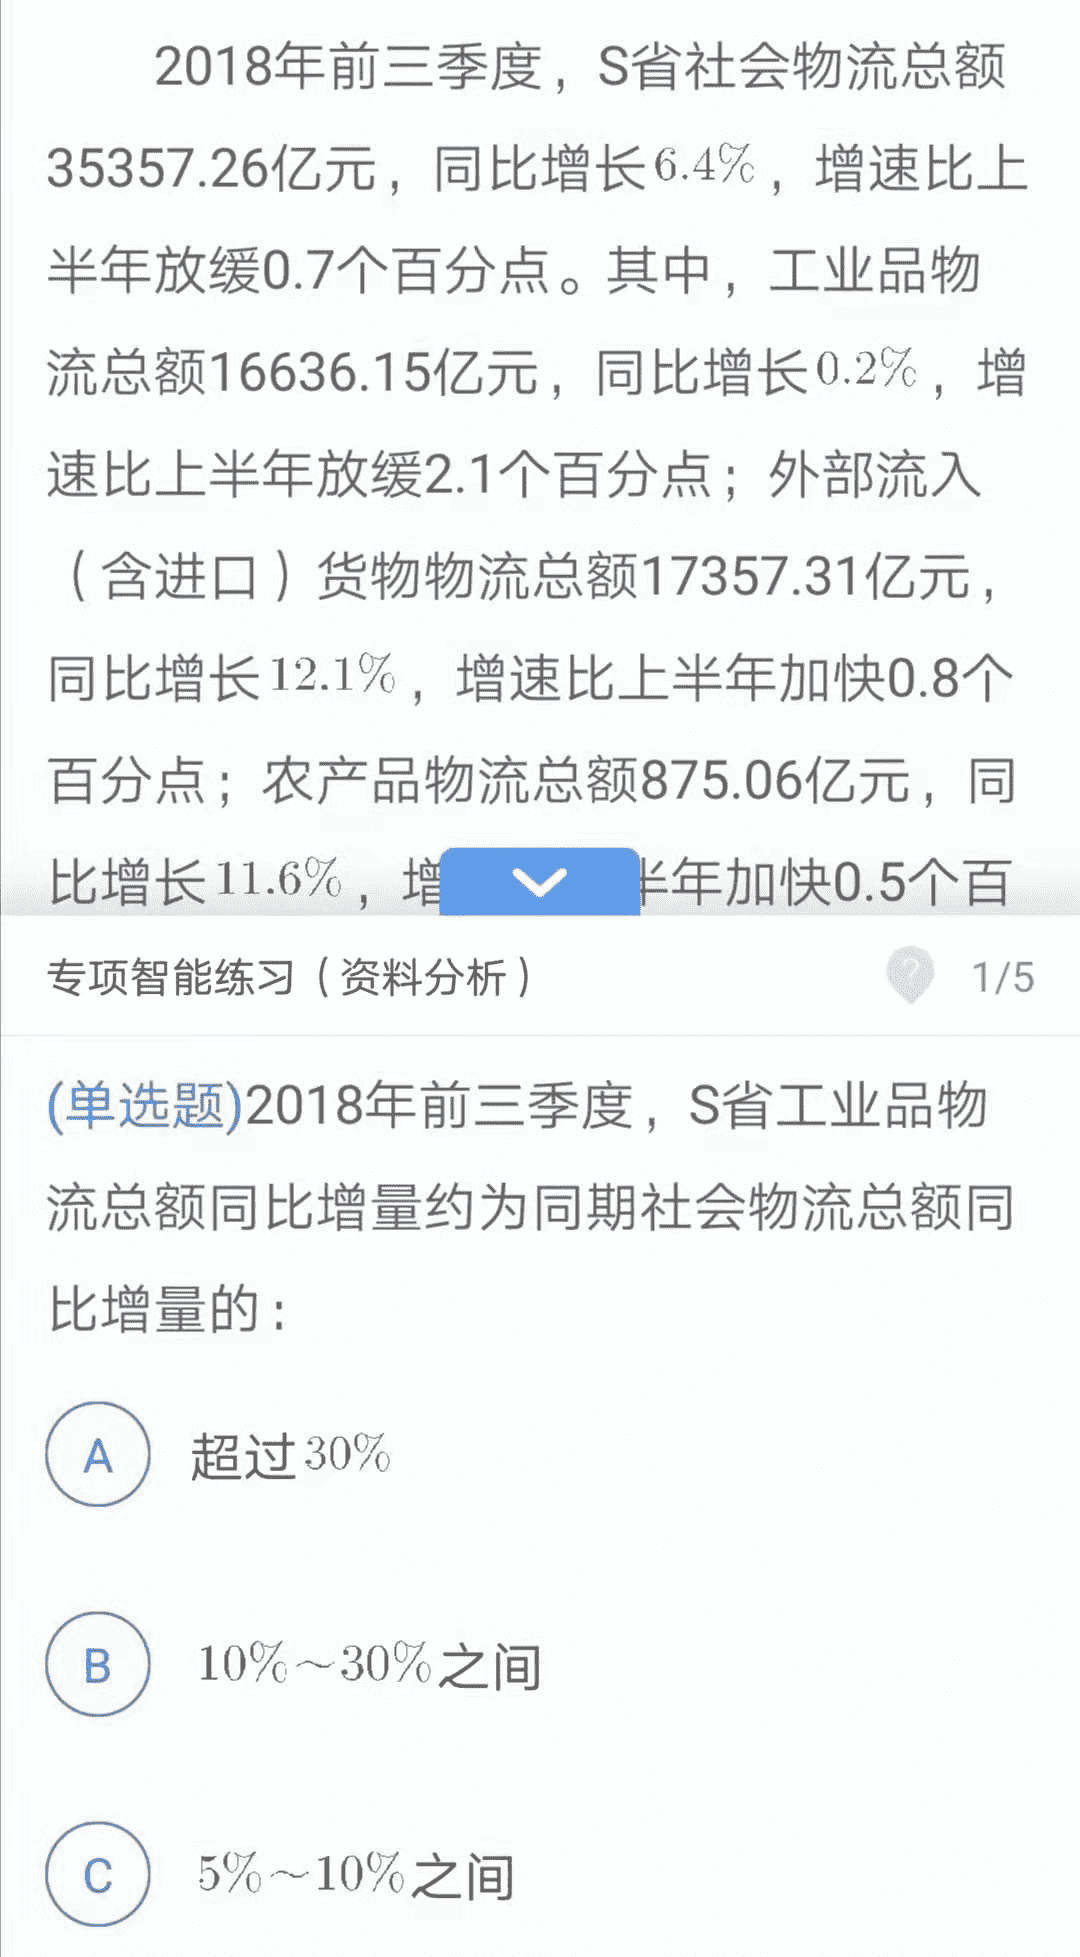 2018年前三季度，S省社会物流总额
35357.26亿元，同比增长6.4%，增速比上
半年放缓0.7个百分点。其中，工业品物
流总额16636.15亿元，同比增长0.2%，增
速比上半年放缓2.1个百分点；外部流入
（含进口）货物物流总额17357.31亿元，
同比增长12.1%，增速比上半年加快0.8个
百分点；农产品物流总额875.06亿元，同
比增长11.6%，增 半年加快0.5个百
专项智能练习（资料分析） ? 1/5
(单选题)2018年前三季度，S省工业品物
流总额同比增量约为同期社会物流总额同
比增量的：
A 超过30%
B 10%～30%之间
C 5%～10%之间